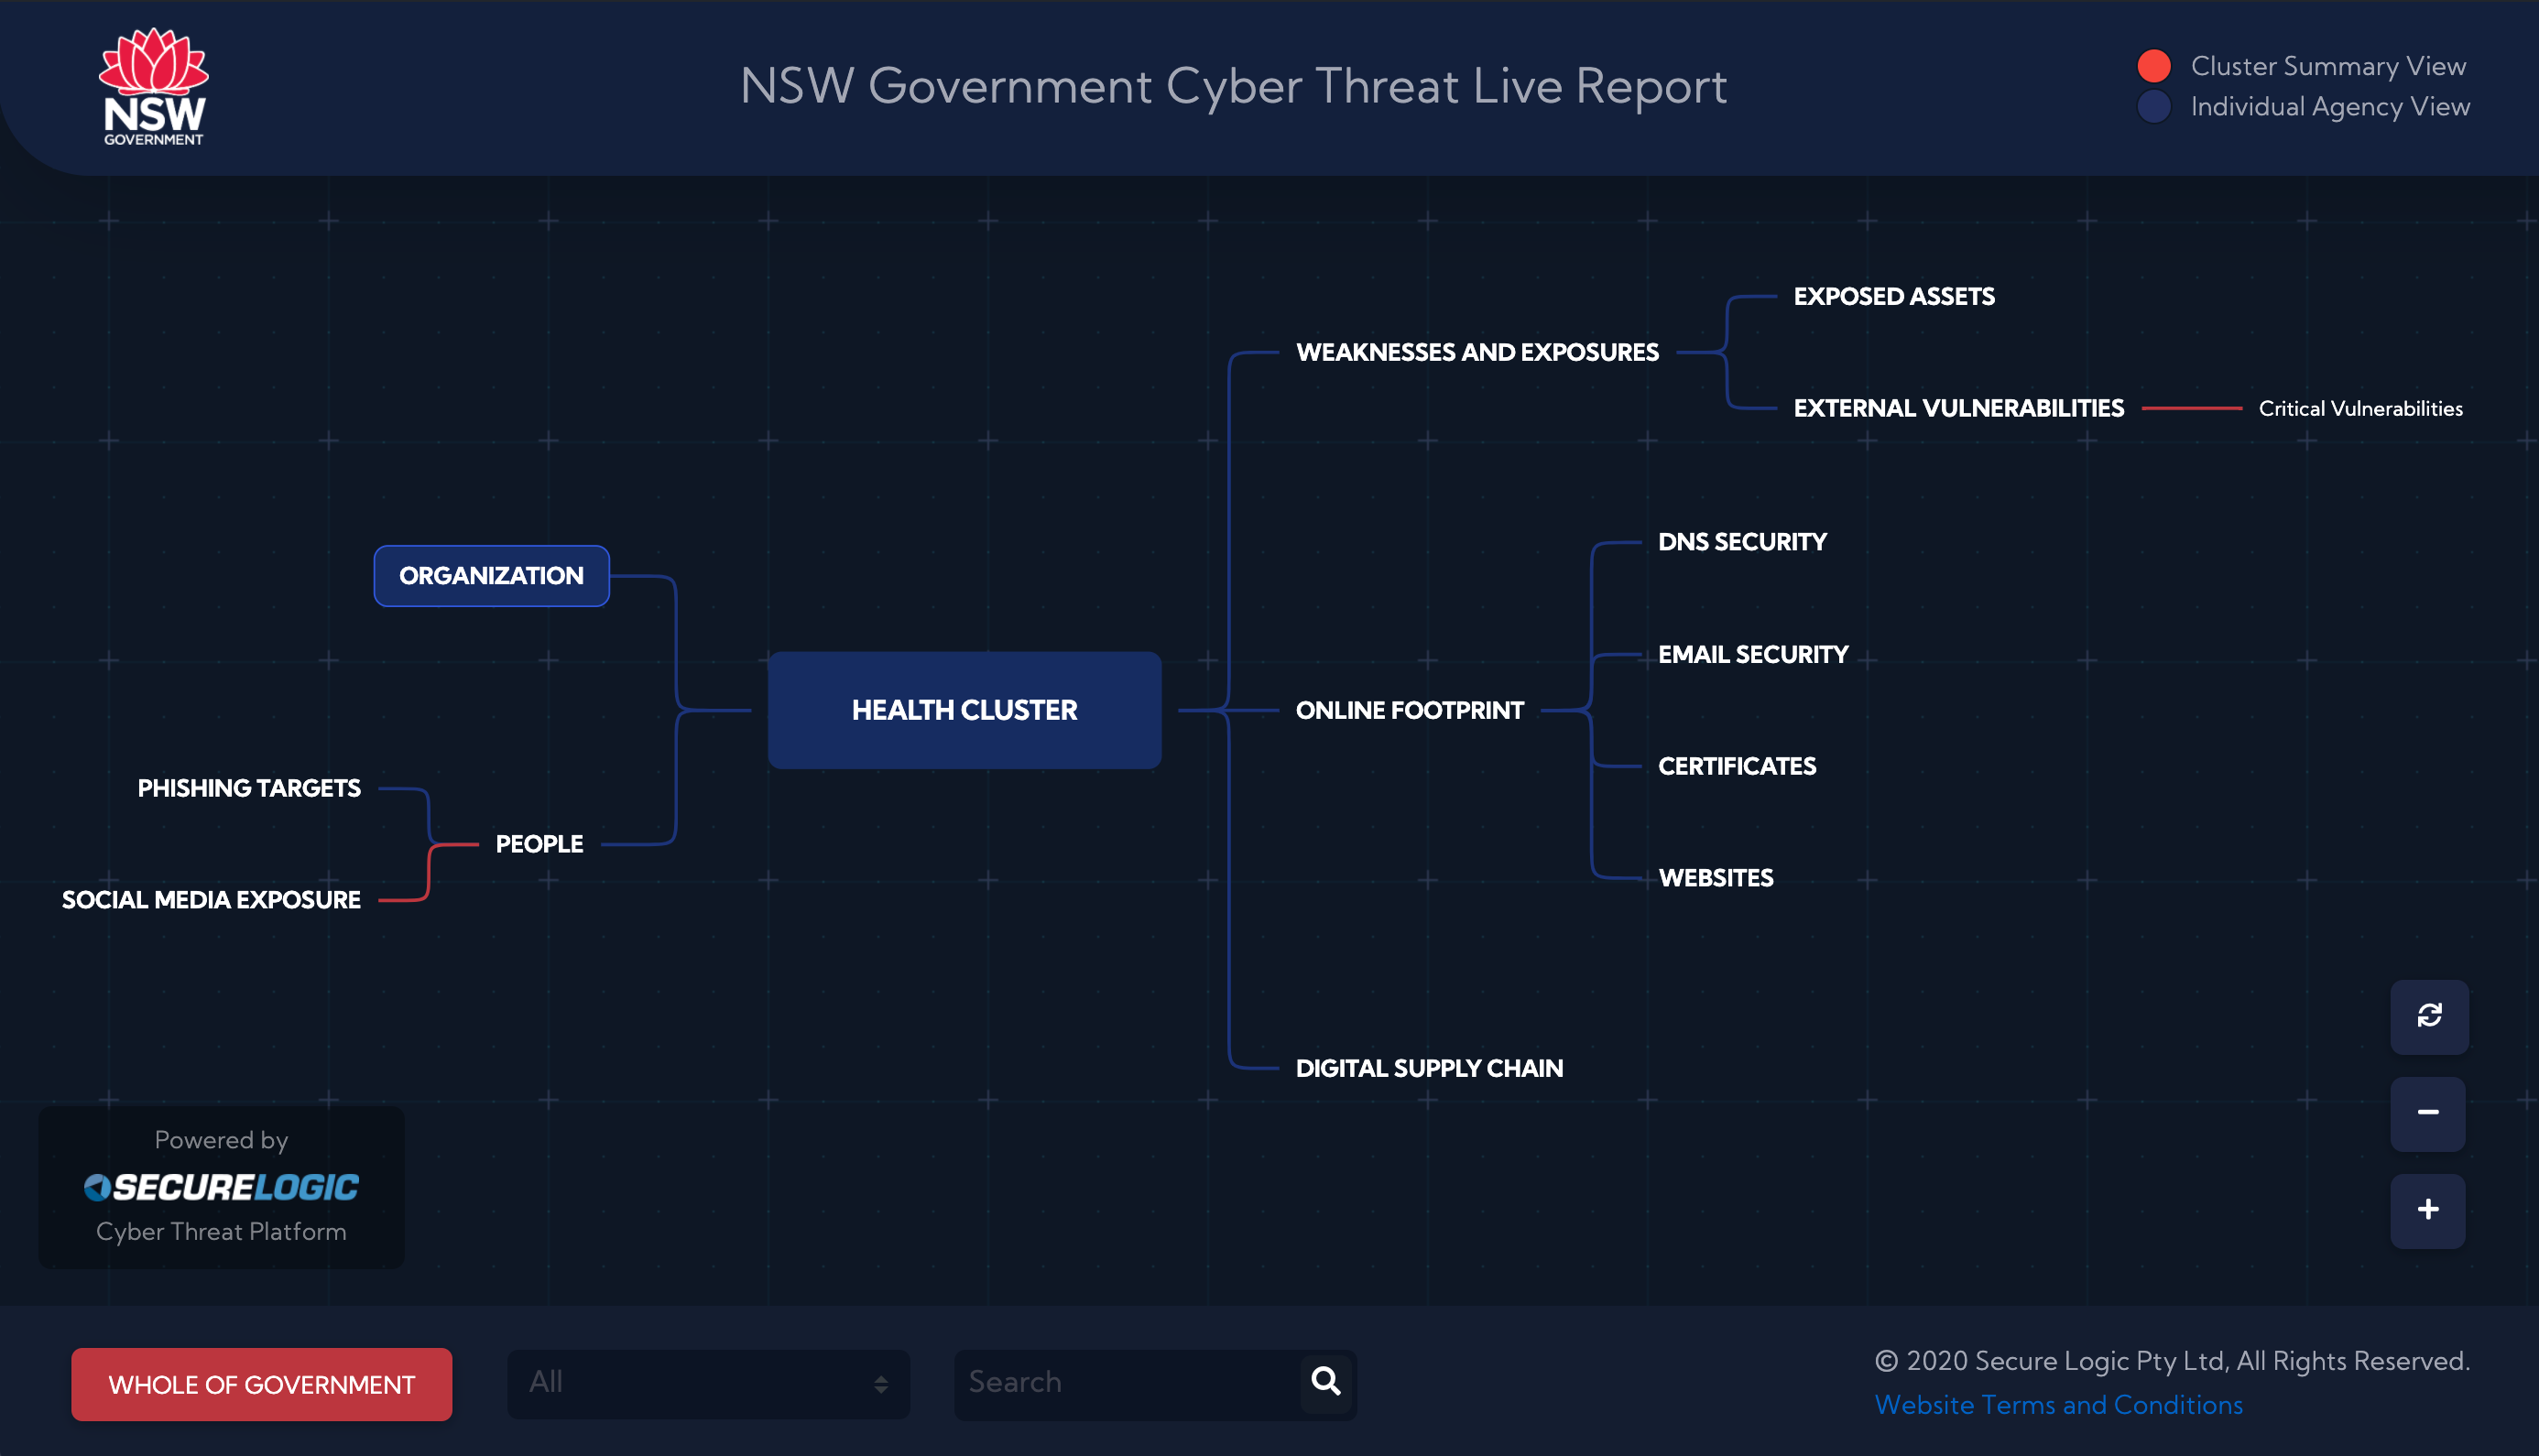 NSW
GOVERNMENT
NSW Government Cyber Threat Live Report
Cluster Summary View
Individual Agency View
EXPOSED ASSETS
WEAKNESSES AND EXPOSURES
EXTERNAL VULNERABILITIES
Critical Vulnerabilities
DNS SECURITY
ORGANIZATION
EMAIL SECURITY
HEALTH CLUSTER
ONLINE FOOTPRINT
CERTIFICATES
PHISHING TARGETS
PEOPLE
WEBSITES
SOCIAL MEDIA EXPOSURE
DIGITAL SUPPLY CHAIN
Powered by
SECURELOGIC
Cyber Threat Platform
WHOLE OF GOVERNMENT
All
Search
© 2020 Secure Logic Pty Ltd, All Rights Reserved.
Website Terms and Conditions